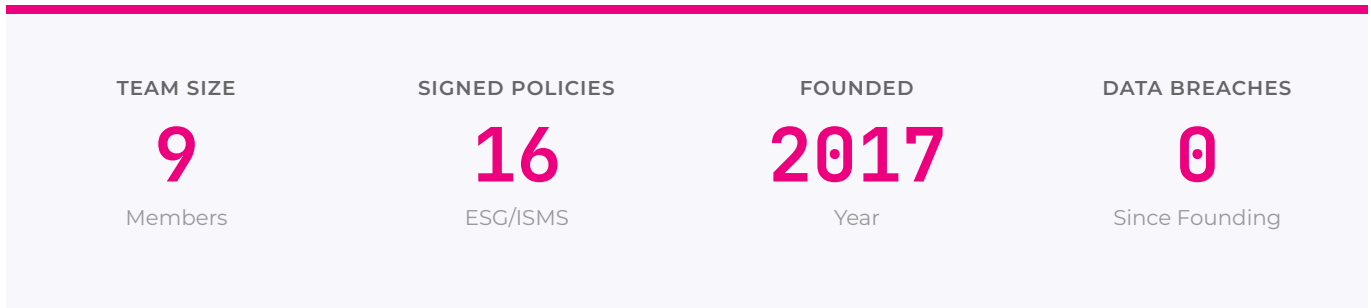 TEAM SIZE
9
Members
SIGNED POLICIES
16
ESG/ISMS
FOUNDED
2017
Year
DATA BREACHES
0
Since Founding